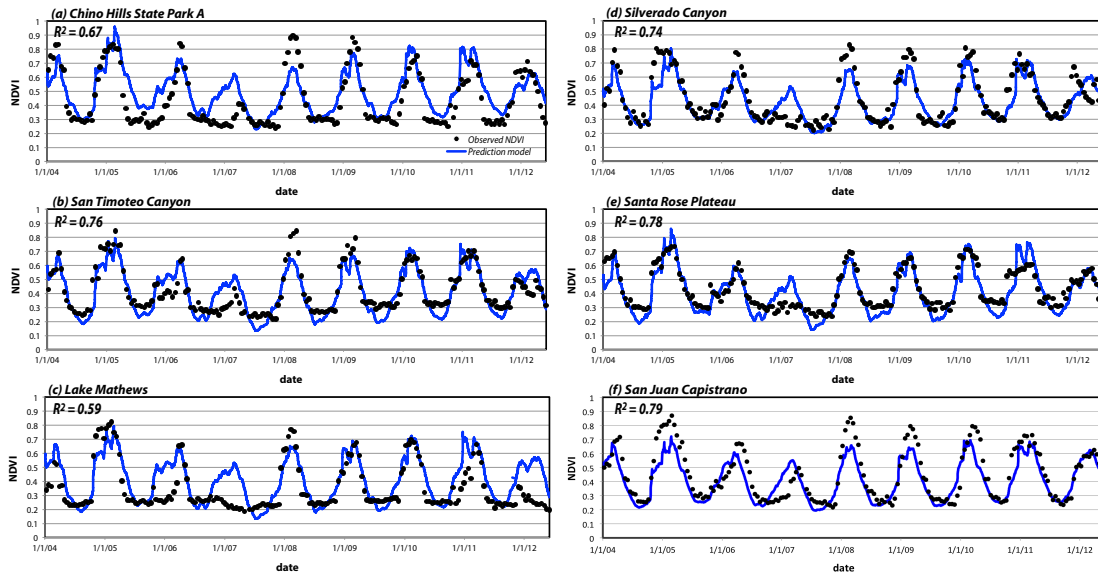 (a) Chino Hills State Park A
R² = 0.67
NDVI
1
0.9
0.8
0.7
0.6
0.5
0.4
0.3
0.2
0.1
0
Observed NDVI
Prediction model
1/1/04 1/1/05 1/1/06 1/1/07 1/1/08 1/1/09 1/1/10 1/1/11 1/1/12
date
(d) Silverado Canyon
R² = 0.74
NDVI
1
0.9
0.8
0.7
0.6
0.5
0.4
0.3
0.2
0.1
0
1/1/04 1/1/05 1/1/06 1/1/07 1/1/08 1/1/09 1/1/10 1/1/11 1/1/12
date
(b) San Timoteo Canyon
R² = 0.76
NDVI
1
0.9
0.8
0.7
0.6
0.5
0.4
0.3
0.2
0.1
0
1/1/04 1/1/05 1/1/06 1/1/07 1/1/08 1/1/09 1/1/10 1/1/11 1/1/12
date
(e) Santa Rose Plateau
R² = 0.78
NDVI
1
0.9
0.8
0.7
0.6
0.5
0.4
0.3
0.2
0.1
0
1/1/04 1/1/05 1/1/06 1/1/07 1/1/08 1/1/09 1/1/10 1/1/11 1/1/12
date
(c) Lake Mathews
R² = 0.59
NDVI
1
0.9
0.8
0.7
0.6
0.5
0.4
0.3
0.2
0.1
0
1/1/04 1/1/05 1/1/06 1/1/07 1/1/08 1/1/09 1/1/10 1/1/11 1/1/12
date
(f) San Juan Capistrano
R² = 0.79
NDVI
1
0.9
0.8
0.7
0.6
0.5
0.4
0.3
0.2
0.1
0
1/1/04 1/1/05 1/1/06 1/1/07 1/1/08 1/1/09 1/1/10 1/1/11 1/1/12
date